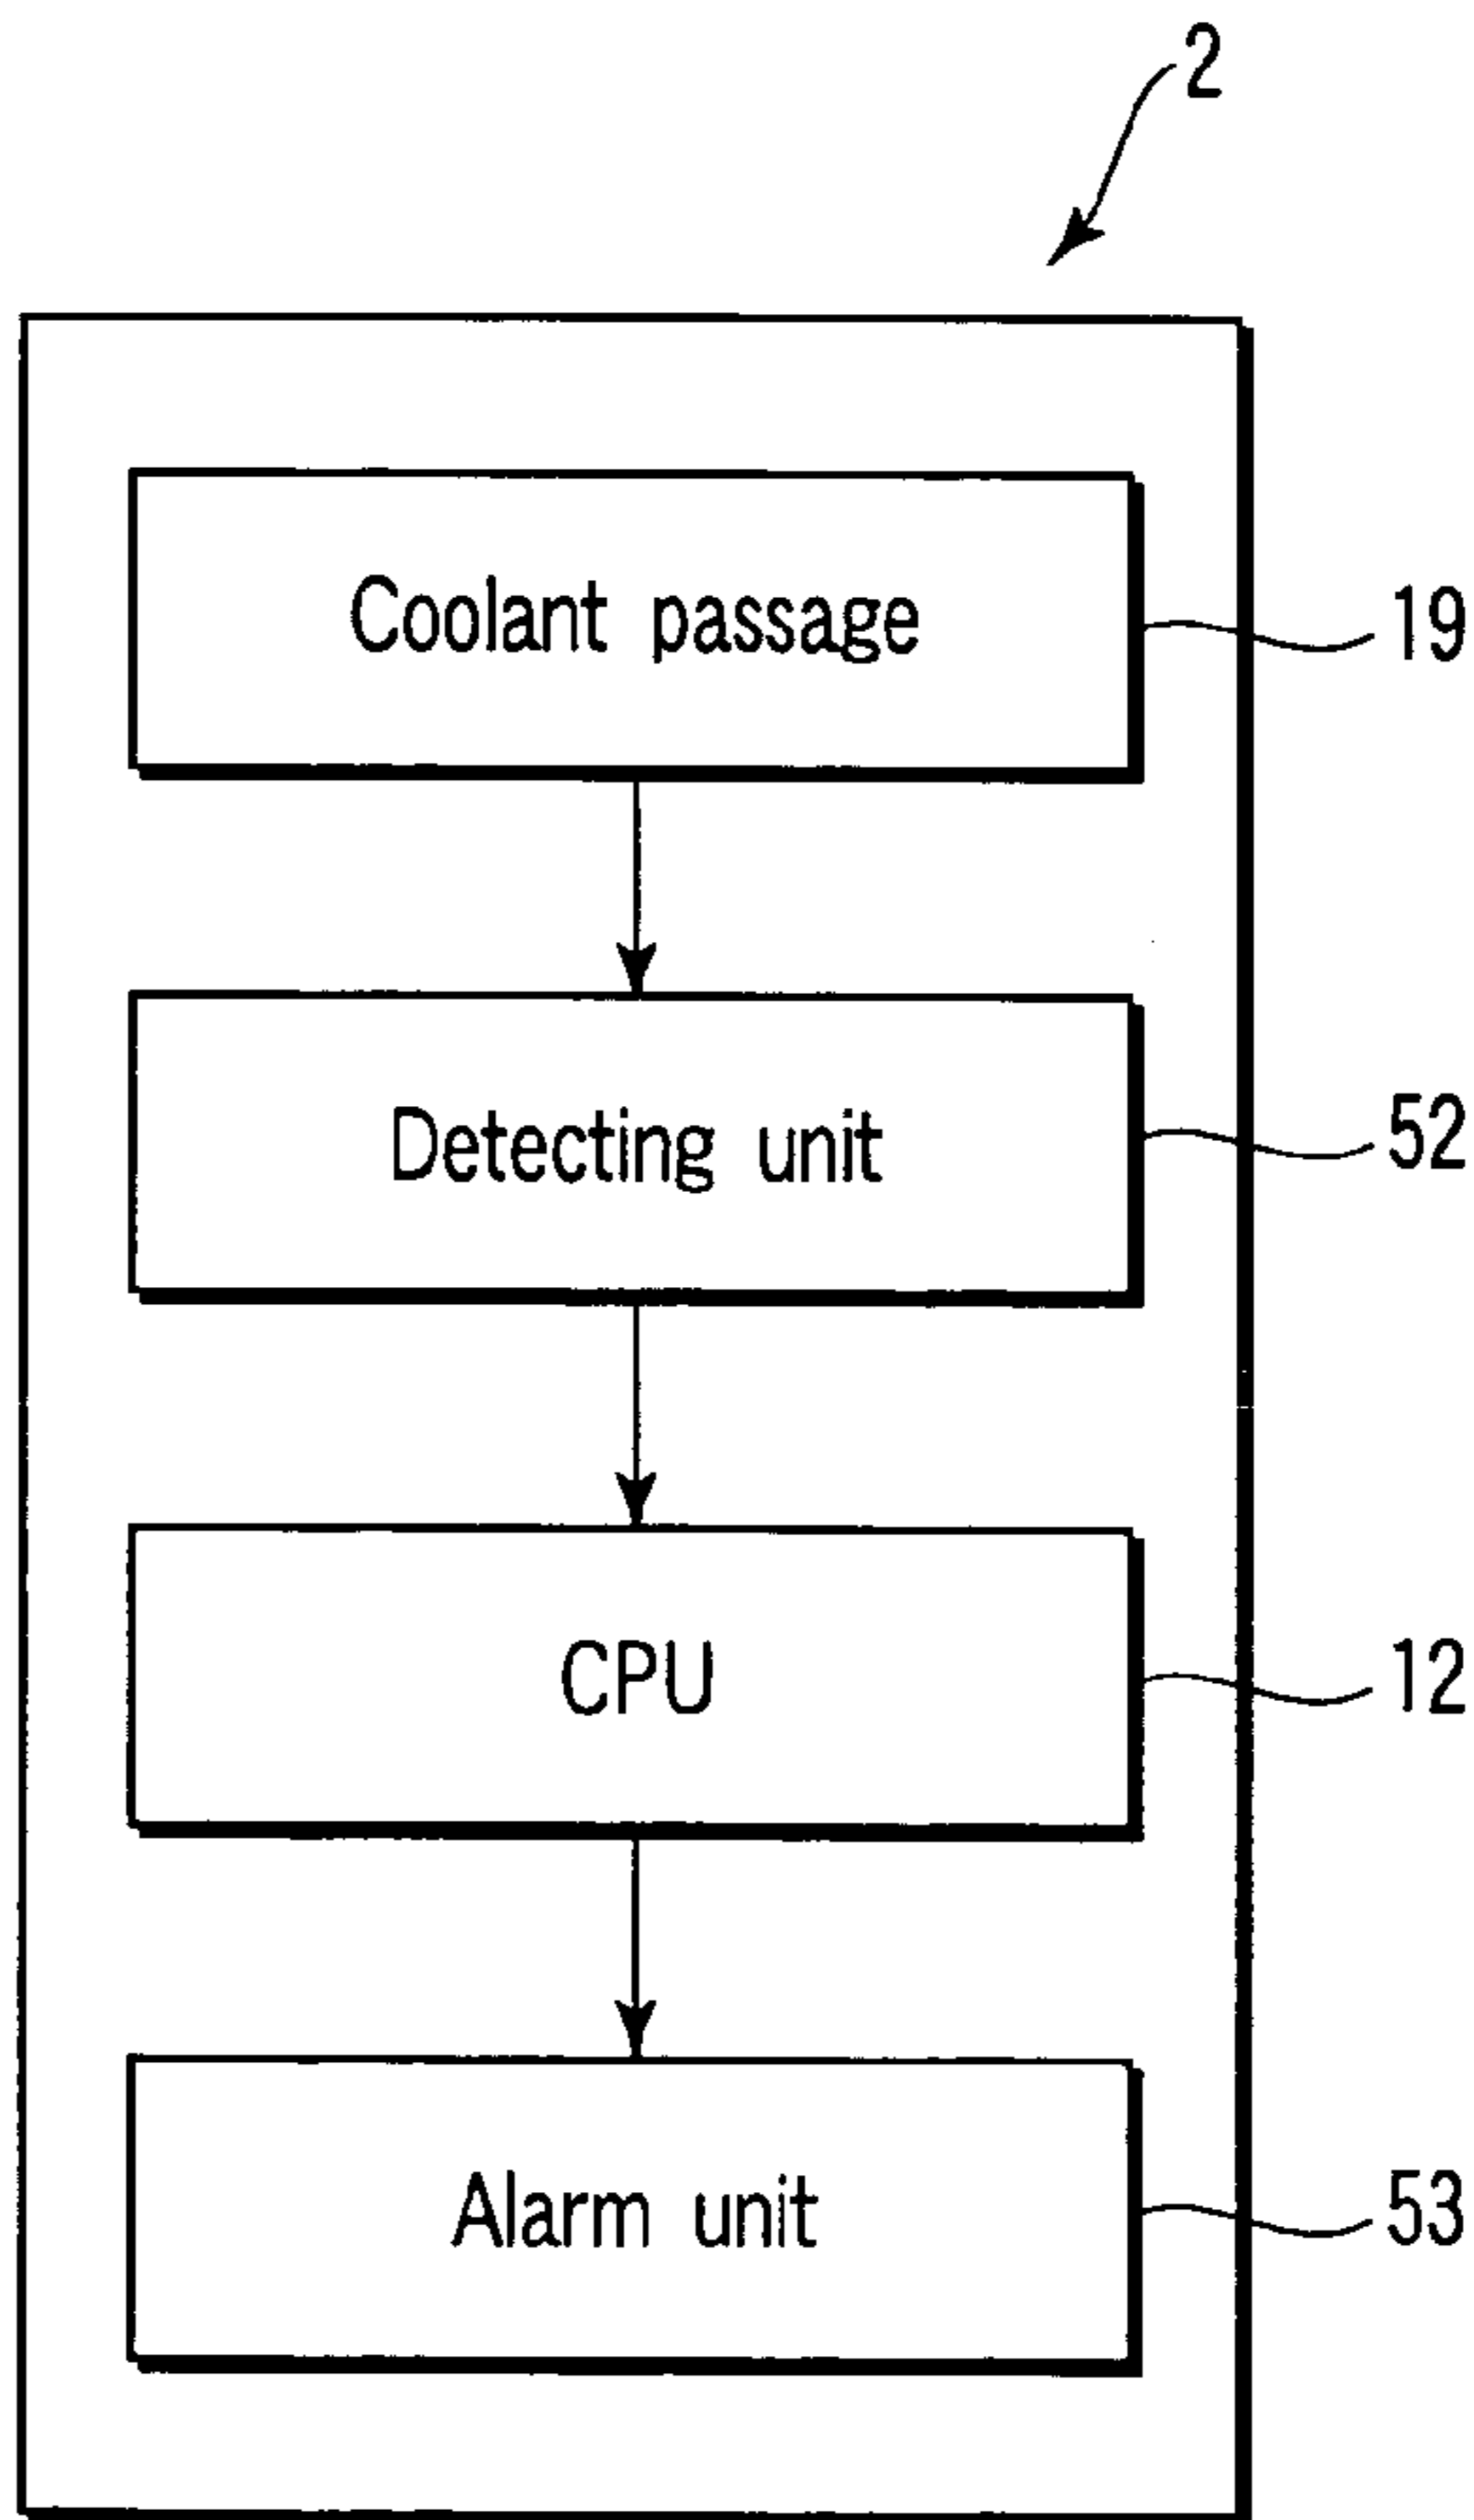 2
Coolant passage
19
Detecting unit
52
CPU
12
Alarm unit
53